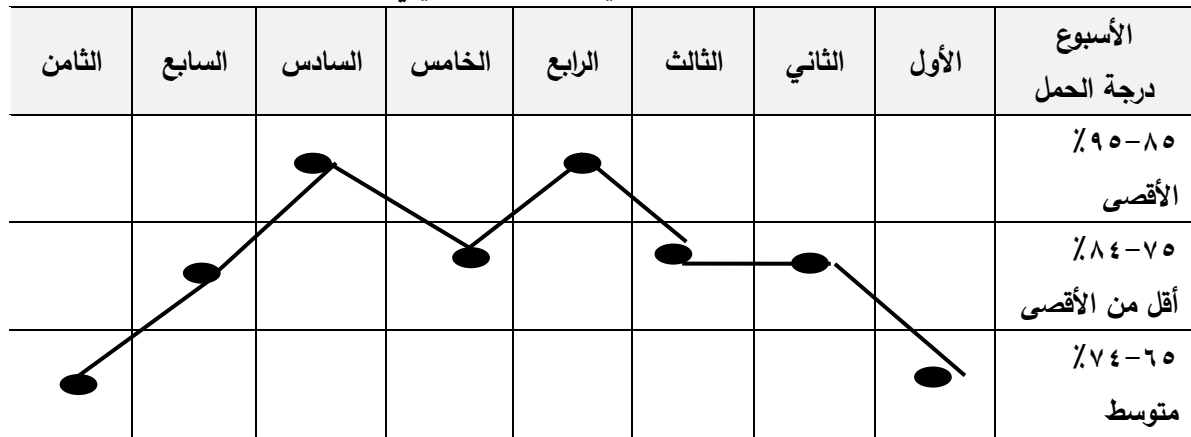 الأسبوع
درجة الحمل
الأول
الثاني
الثالث
الرابع
الخامس
السادس
السابع
الثامن
٨٥-٩٥٪
الأقصى
٧٥-٨٤٪
أقل من الأقصى
٦٥-٧٤٪
متوسط